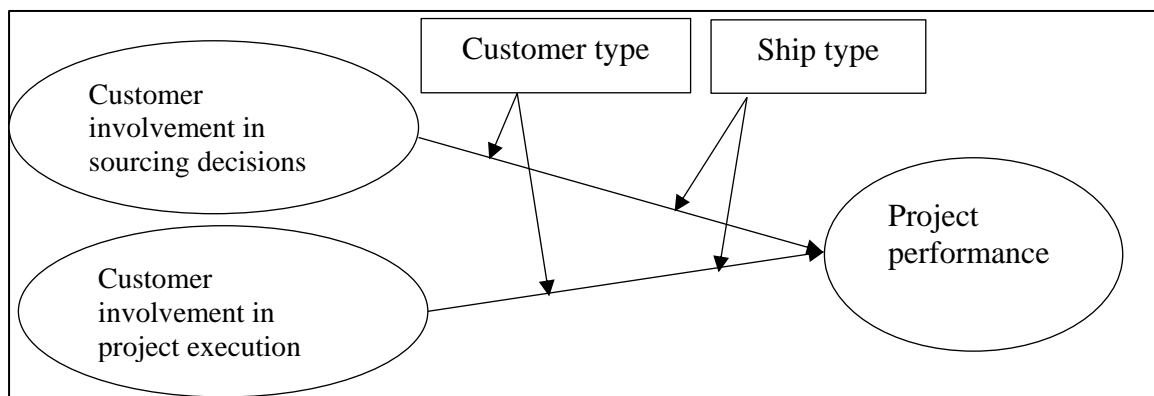 Customer type
Ship type
Customer
involvement in
sourcing decisions
Project
performance
Customer
involvement in
project execution